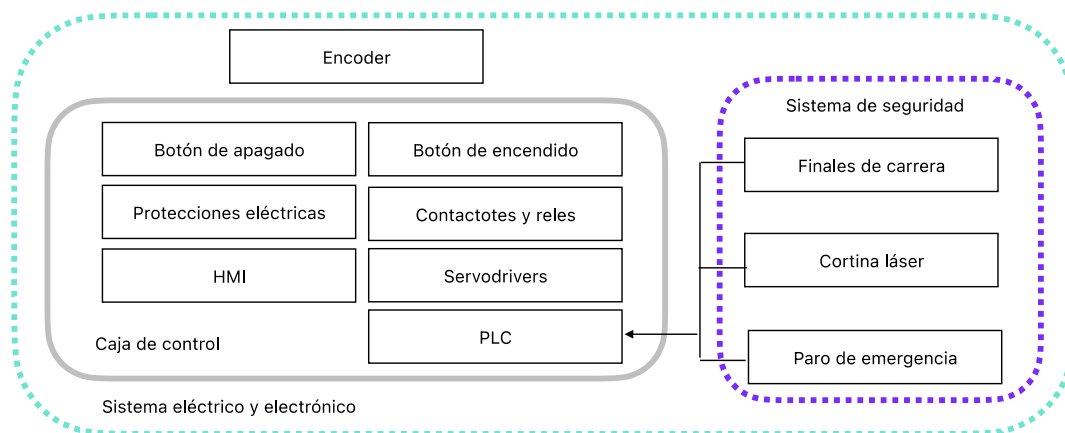 Encoder
Sistema de seguridad
Botón de apagado
Botón de encendido
Finales de carrera
Protecciones eléctricas
Contactotes y reles
HMI
Servodrivers
Cortina láser
PLC
Caja de control
Paro de emergencia
Sistema eléctrico y electrónico